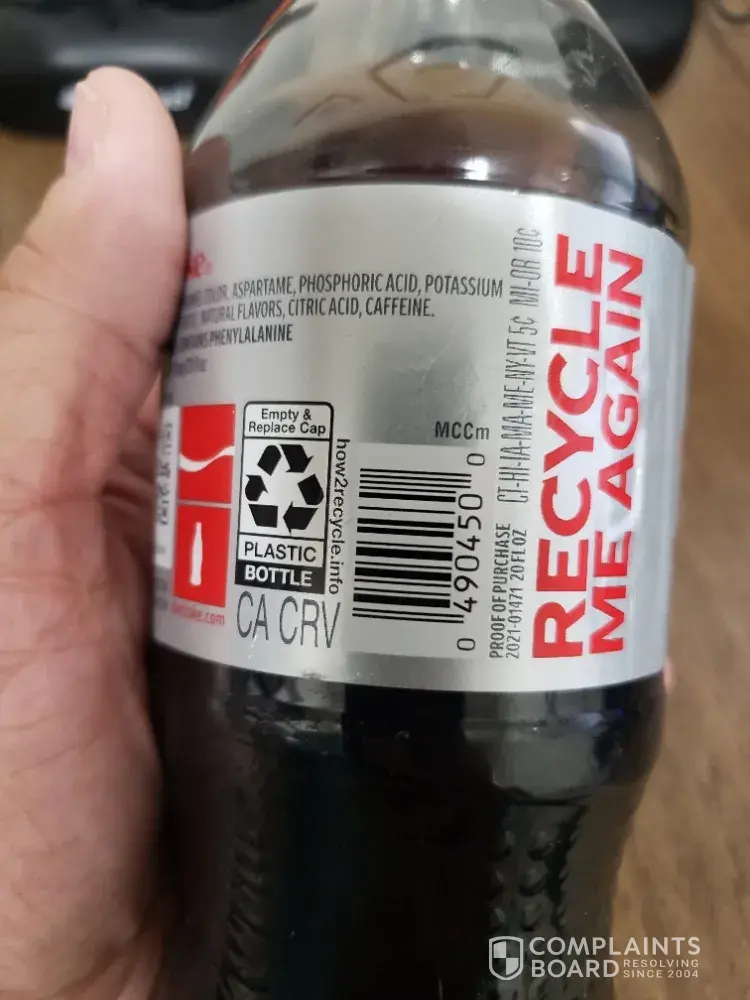 COLOR, ASPARTAME, PHOSPHORIC ACID, POTASSIUM
NATURAL FLAVORS, CITRIC ACID, CAFFEINE.
CONTAINS PHENYLALANINE
Empty &
Replace Cap
PLASTIC
BOTTLE
how2recycle.info
CA CRV
MCCm
0 490450 0
PROOF OF PURCHASE
2021-01471 20 FL OZ
CT-HI-IA-MA-ME-NY-VT 5¢ MI-OR 10¢
RECYCLE
ME AGAIN
COMPLAINTS
BOARD
RESOLVING
SINCE 2004